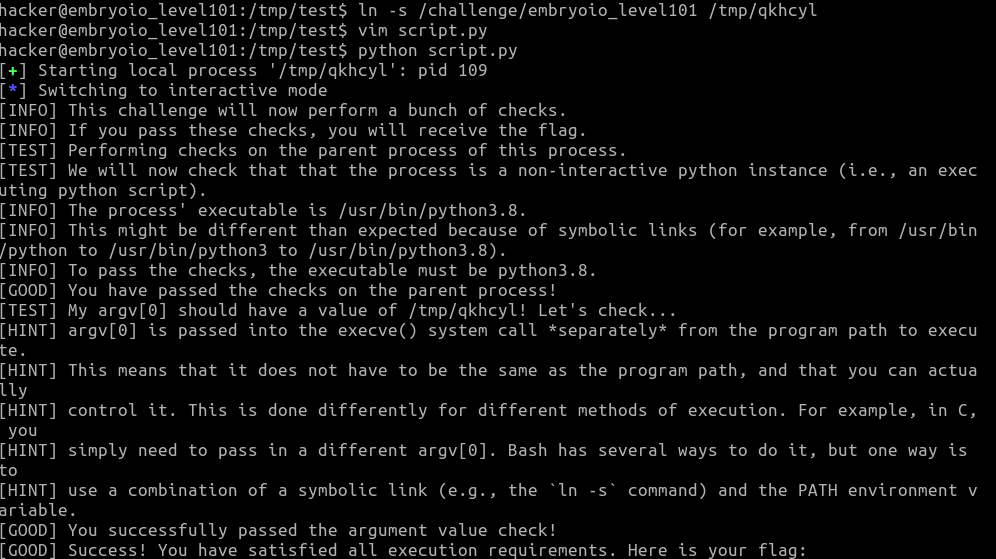 hacker@embryoio_level101:/tmp/test$ ln -s /challenge/embryoio_level101 /tmp/qkhcyl
hacker@embryoio_level101:/tmp/test$ vim script.py
hacker@embryoio_level101:/tmp/test$ python script.py
[+] Starting local process '/tmp/qkhcyl': pid 109
[*] Switching to interactive mode
[INFO] This challenge will now perform a bunch of checks.
[INFO] If you pass these checks, you will receive the flag.
[TEST] Performing checks on the parent process of this process.
[TEST] We will now check that that the process is a non-interactive python instance (i.e., an exec
uting python script).
[INFO] The process' executable is /usr/bin/python3.8.
[INFO] This might be different than expected because of symbolic links (for example, from /usr/bin
/python to /usr/bin/python3 to /usr/bin/python3.8).
[INFO] To pass the checks, the executable must be python3.8.
[GOOD] You have passed the checks on the parent process!
[TEST] My argv[0] should have a value of /tmp/qkhcyl! Let's check...
[HINT] argv[0] is passed into the execve() system call *separately* from the program path to execu
te.
[HINT] This means that it does not have to be the same as the program path, and that you can actua
lly
[HINT] control it. This is done differently for different methods of execution. For example, in C,
you
[HINT] simply need to pass in a different argv[0]. Bash has several ways to do it, but one way is
to
[HINT] use a combination of a symbolic link (e.g., the `ln -s` command) and the PATH environment v
ariable.
[GOOD] You successfully passed the argument value check!
[GOOD] Success! You have satisfied all execution requirements. Here is your flag: